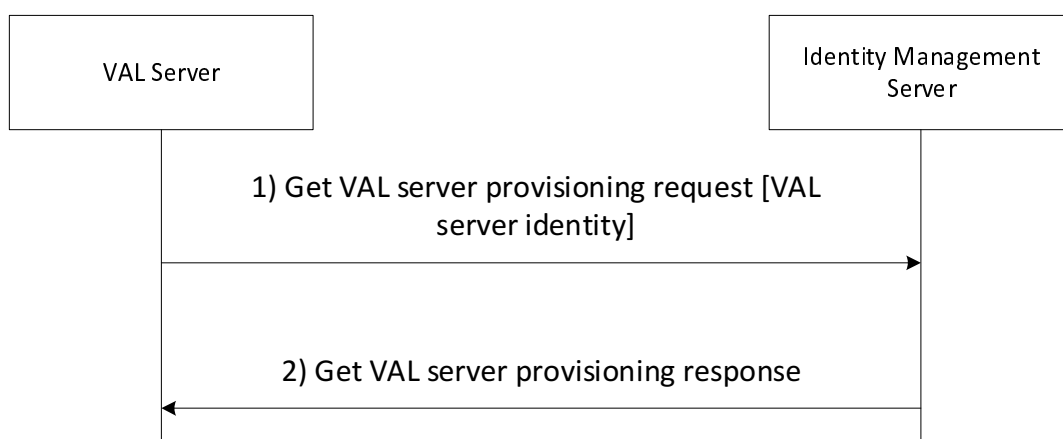 VAL Server
Identity Management
Server
1) Get VAL server provisioning request [VAL
server identity]
2) Get VAL server provisioning response